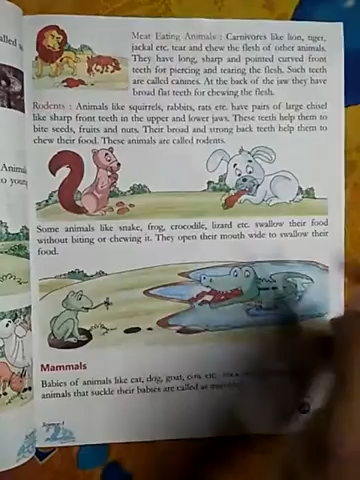 alled
Anima
o youn
Meat Eating Animals : Carnivores like lion, tiger,
jackal etc. tear and chew the flesh of other animals.
They have long, sharp and pointed curved front
teeth for piercing and tearing the flesh. Such teeth
are called canines. At the back of the jaw they have
broad flat teeth for chewing the flesh.
Rodents : Animals like squirrels, rabbits, rats etc. have pairs of large chisel
like sharp front teeth in the upper and lower jaws. These teeth help them to
bite seeds, fruits and nuts. Their broad and strong back teeth help them to
chew their food. These animals are called rodents.
Some animals like snake, frog, crocodile, lizard etc. swallow their food
without biting or chewing it. They open their mouth wide to swallow their
food.
Mammals
Babies of animals like cat, dog, goat, cow etc.
animals that suckle their babies are called as